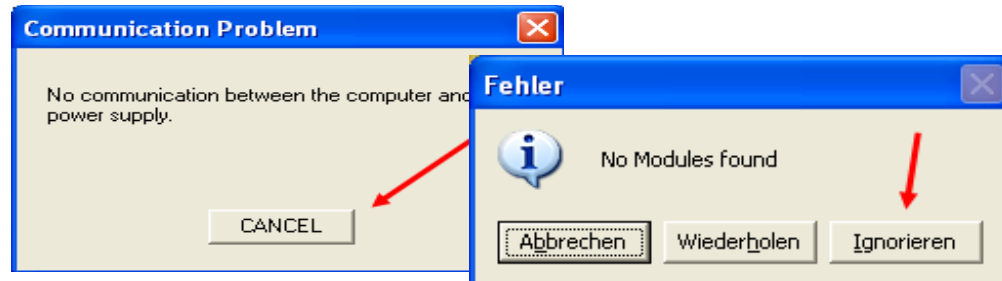 Communication Problem
No communication between the computer and
power supply.
CANCEL
Fehler
No Modules found
Abbrechen Wiederholen Ignorieren